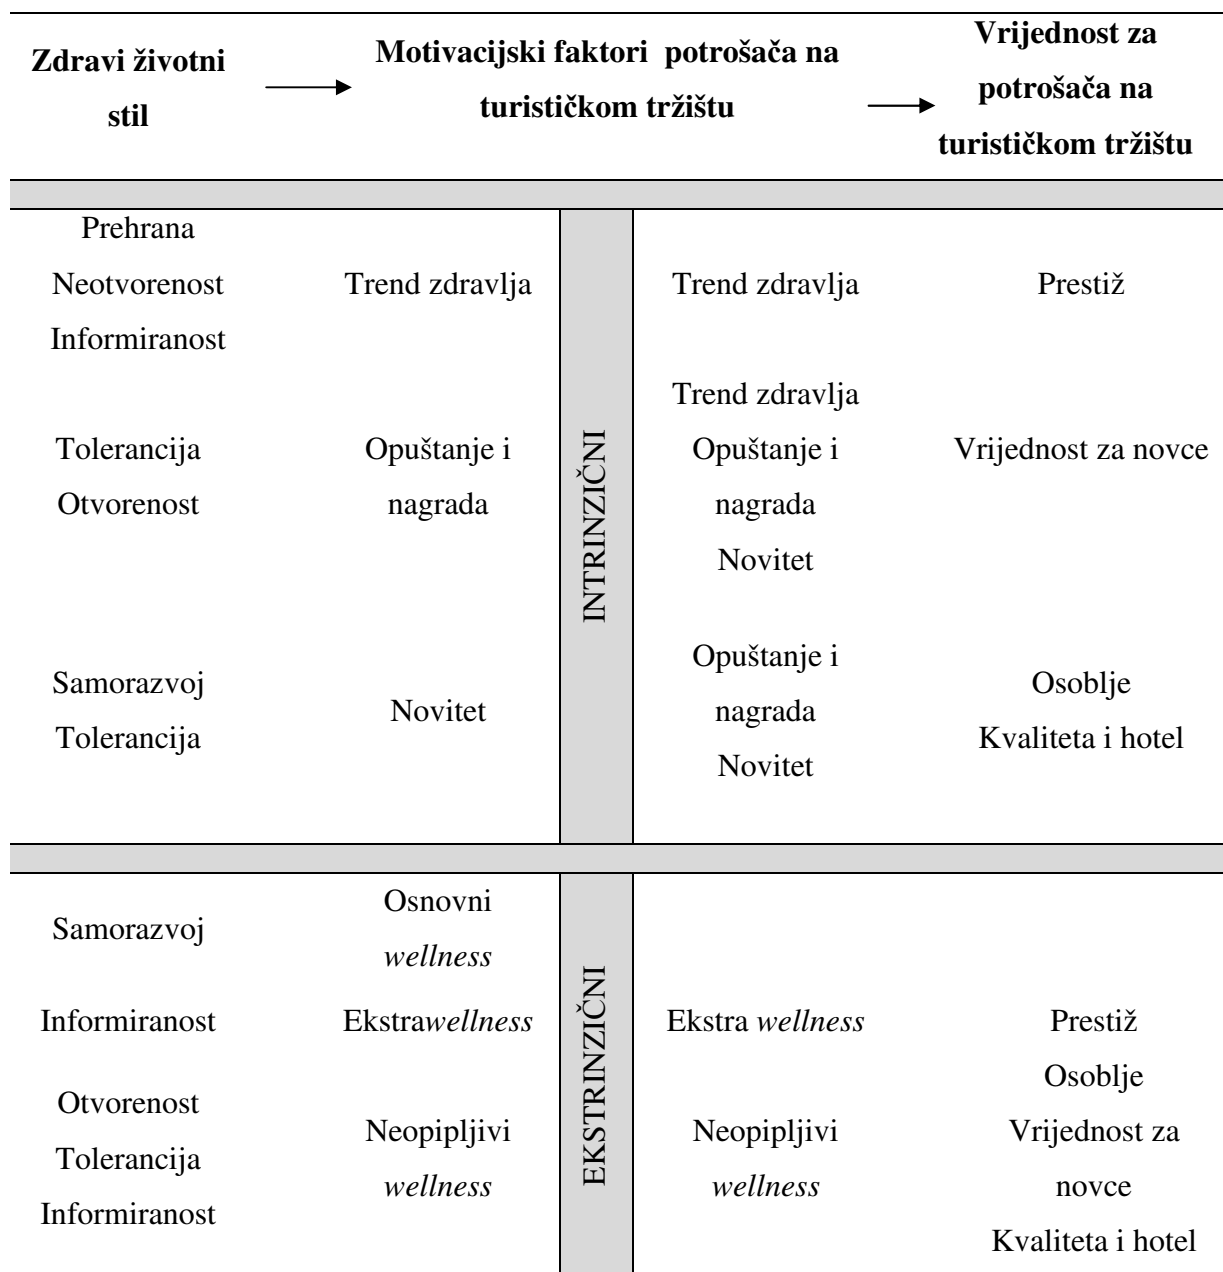 Zdravi životni
stil
Motivacijski faktori potrošača na
turističkom tržištu
Vrijednost za
potrošača na
turističkom tržištu
Prehrana
Neotvorenost
Informiranost
Trend zdravlja
INTRINZIČNI
Trend zdravlja
Prestiž
Tolerancija
Otvorenost
Opuštanje i
nagrada
Trend zdravlja
Opuštanje i
nagrada
Novitet
Vrijednost za novce
Samorazvoj
Tolerancija
Novitet
Opuštanje i
nagrada
Novitet
Osoblje
Kvaliteta i hotel
Samorazvoj
Osnovni
wellness
EKSTRINZIČNI
Informiranost
Ekstrawellness
Ekstra wellness
Prestiž
Otvorenost
Tolerancija
Informiranost
Neopipljivi
wellness
Neopipljivi
wellness
Osoblje
Vrijednost za
novce
Kvaliteta i hotel